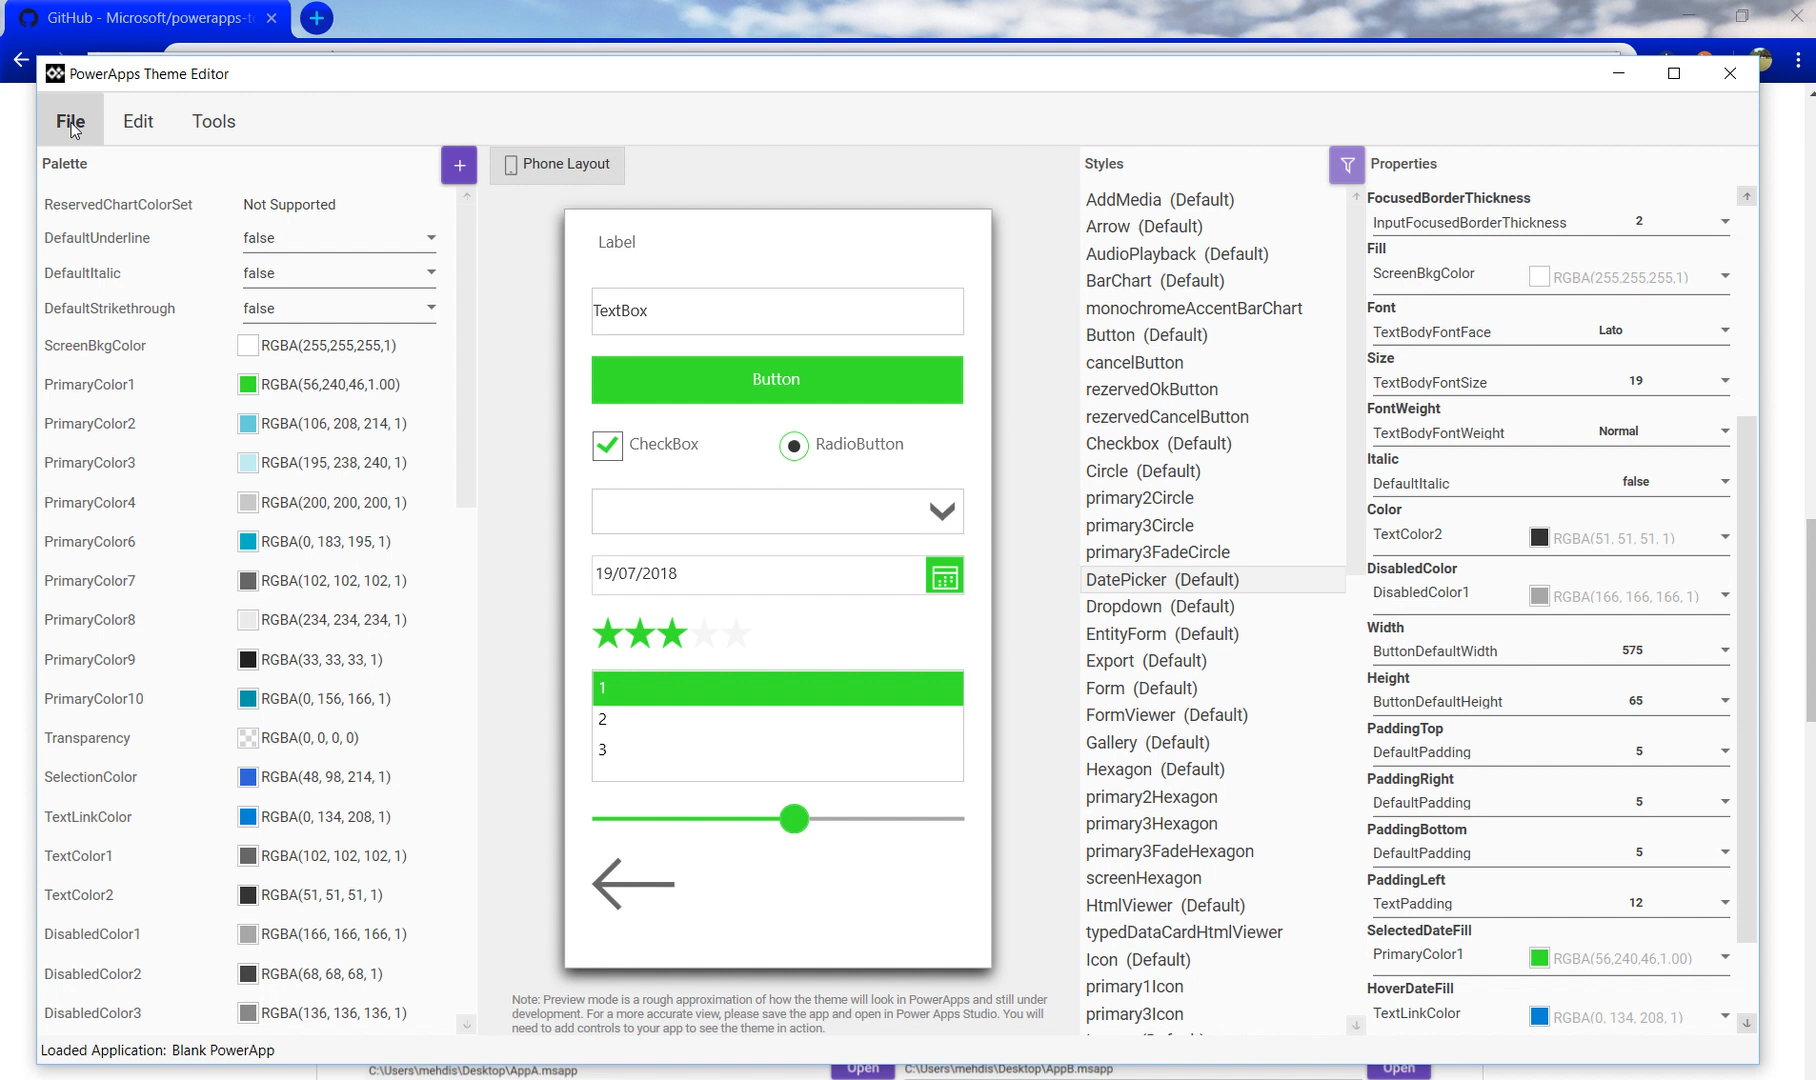 GitHub - Microsoft/powerapps-t
PowerApps Theme Editor
File Edit Tools
Palette
+
Phone Layout
Styles
Properties
ReservedChartColorSet Not Supported
DefaultUnderline false
DefaultItalic false
DefaultStrikethrough false
ScreenBkgColor RGBA(255,255,255,1)
PrimaryColor1 RGBA(56,240,46,1.00)
PrimaryColor2 RGBA(106, 208, 214, 1)
PrimaryColor3 RGBA(195, 238, 240, 1)
PrimaryColor4 RGBA(200, 200, 200, 1)
PrimaryColor6 RGBA(0, 183, 195, 1)
PrimaryColor7 RGBA(102, 102, 102, 1)
PrimaryColor8 RGBA(234, 234, 234, 1)
PrimaryColor9 RGBA(33, 33, 33, 1)
PrimaryColor10 RGBA(0, 156, 166, 1)
Transparency RGBA(0, 0, 0, 0)
SelectionColor RGBA(48, 98, 214, 1)
TextLinkColor RGBA(0, 134, 208, 1)
TextColor1 RGBA(102, 102, 102, 1)
TextColor2 RGBA(51, 51, 51, 1)
DisabledColor1 RGBA(166, 166, 166, 1)
DisabledColor2 RGBA(68, 68, 68, 1)
DisabledColor3 RGBA(136, 136, 136, 1)
Label
TextBox
Button
CheckBox RadioButton
19/07/2018
1
2
3
Note: Preview mode is a rough approximation of how the theme will look in PowerApps and still under
development. For a more accurate view, please save the app and open in Power Apps Studio. You will
need to add controls to your app to see the theme in action.
AddMedia (Default)
Arrow (Default)
AudioPlayback (Default)
BarChart (Default)
monochromeAccentBarChart
Button (Default)
cancelButton
rezervedOkButton
rezervedCancelButton
Checkbox (Default)
Circle (Default)
primary2Circle
primary3Circle
primary3FadeCircle
DatePicker (Default)
Dropdown (Default)
EntityForm (Default)
Export (Default)
Form (Default)
FormViewer (Default)
Gallery (Default)
Hexagon (Default)
primary2Hexagon
primary3Hexagon
primary3FadeHexagon
screenHexagon
HtmlViewer (Default)
typedDataCardHtmlViewer
Icon (Default)
primary1Icon
primary3Icon
FocusedBorderThickness
InputFocusedBorderThickness 2
Fill
ScreenBkgColor RGBA(255,255,255,1)
Font
TextBodyFontFace Lato
Size
TextBodyFontSize 19
FontWeight
TextBodyFontWeight Normal
Italic
DefaultItalic false
Color
TextColor2 RGBA(51, 51, 51, 1)
DisabledColor
DisabledColor1 RGBA(166, 166, 166, 1)
Width
ButtonDefaultWidth 575
Height
ButtonDefaultHeight 65
PaddingTop
DefaultPadding 5
PaddingRight
DefaultPadding 5
PaddingBottom
DefaultPadding 5
PaddingLeft
TextPadding 12
SelectedDateFill
PrimaryColor1 RGBA(56,240,46,1.00)
HoverDateFill
TextLinkColor RGBA(0, 134, 208, 1)
Loaded Application: Blank PowerApp
C:\Users\mehdis\Desktop\AppA.msapp Open C:\Users\mehdis\Desktop\AppB.msapp Open